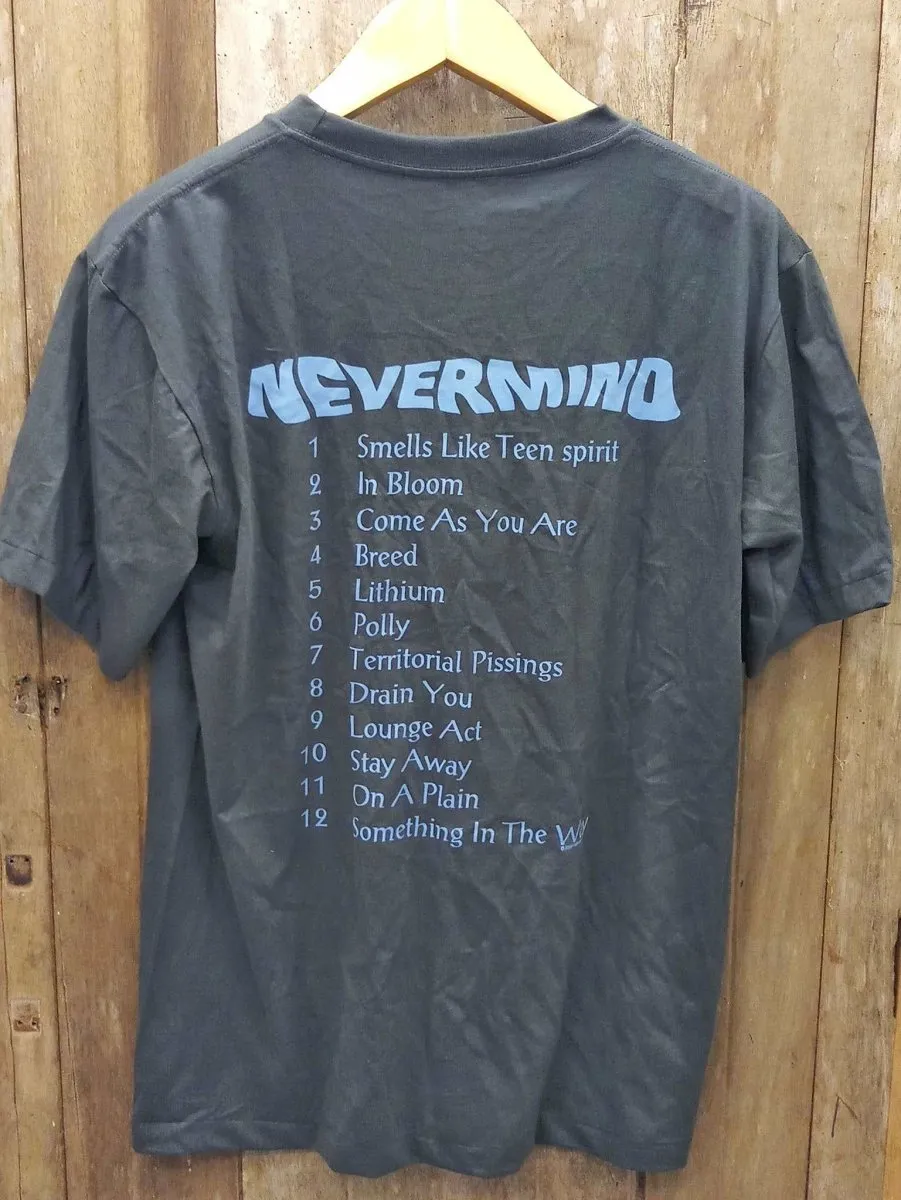 NEVERMIND
1 Smells Like Teen spirit
2 In Bloom
3 Come As You Are
4 Breed
5 Lithium
6 Polly
7 Territorial Pissings
8 Drain You
9 Lounge Act
10 Stay Away
11 On A Plain
12 Something In The Way